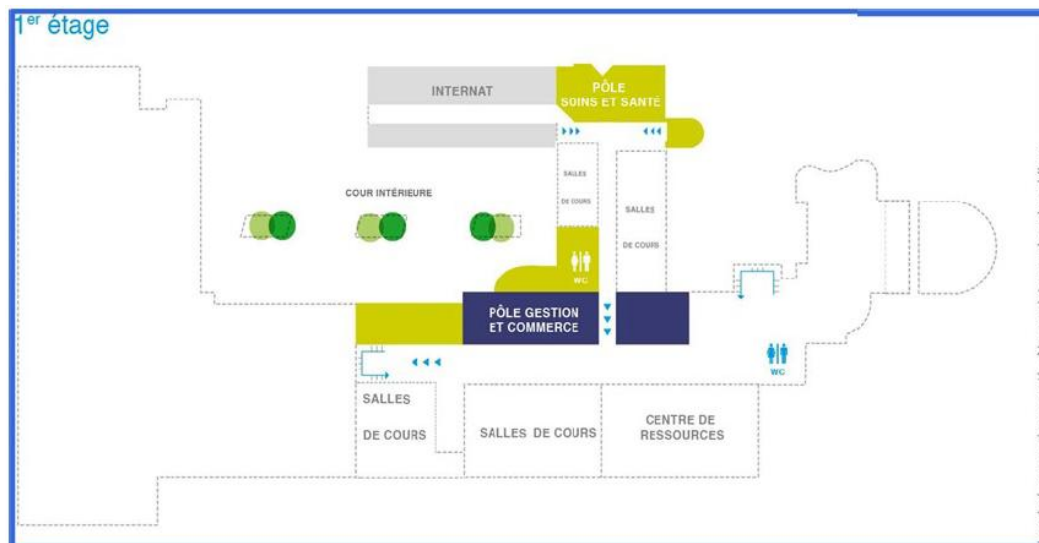 1er étage
INTERNAT
PÔLE
SOINS ET SANTÉ
SALLES
DE COURS
SALLES
DE COURS
COUR INTÉRIEURE
WC
PÔLE GESTION
ET COMMERCE
WC
SALLES
DE COURS
SALLES DE COURS
CENTRE DE
RESSOURCES